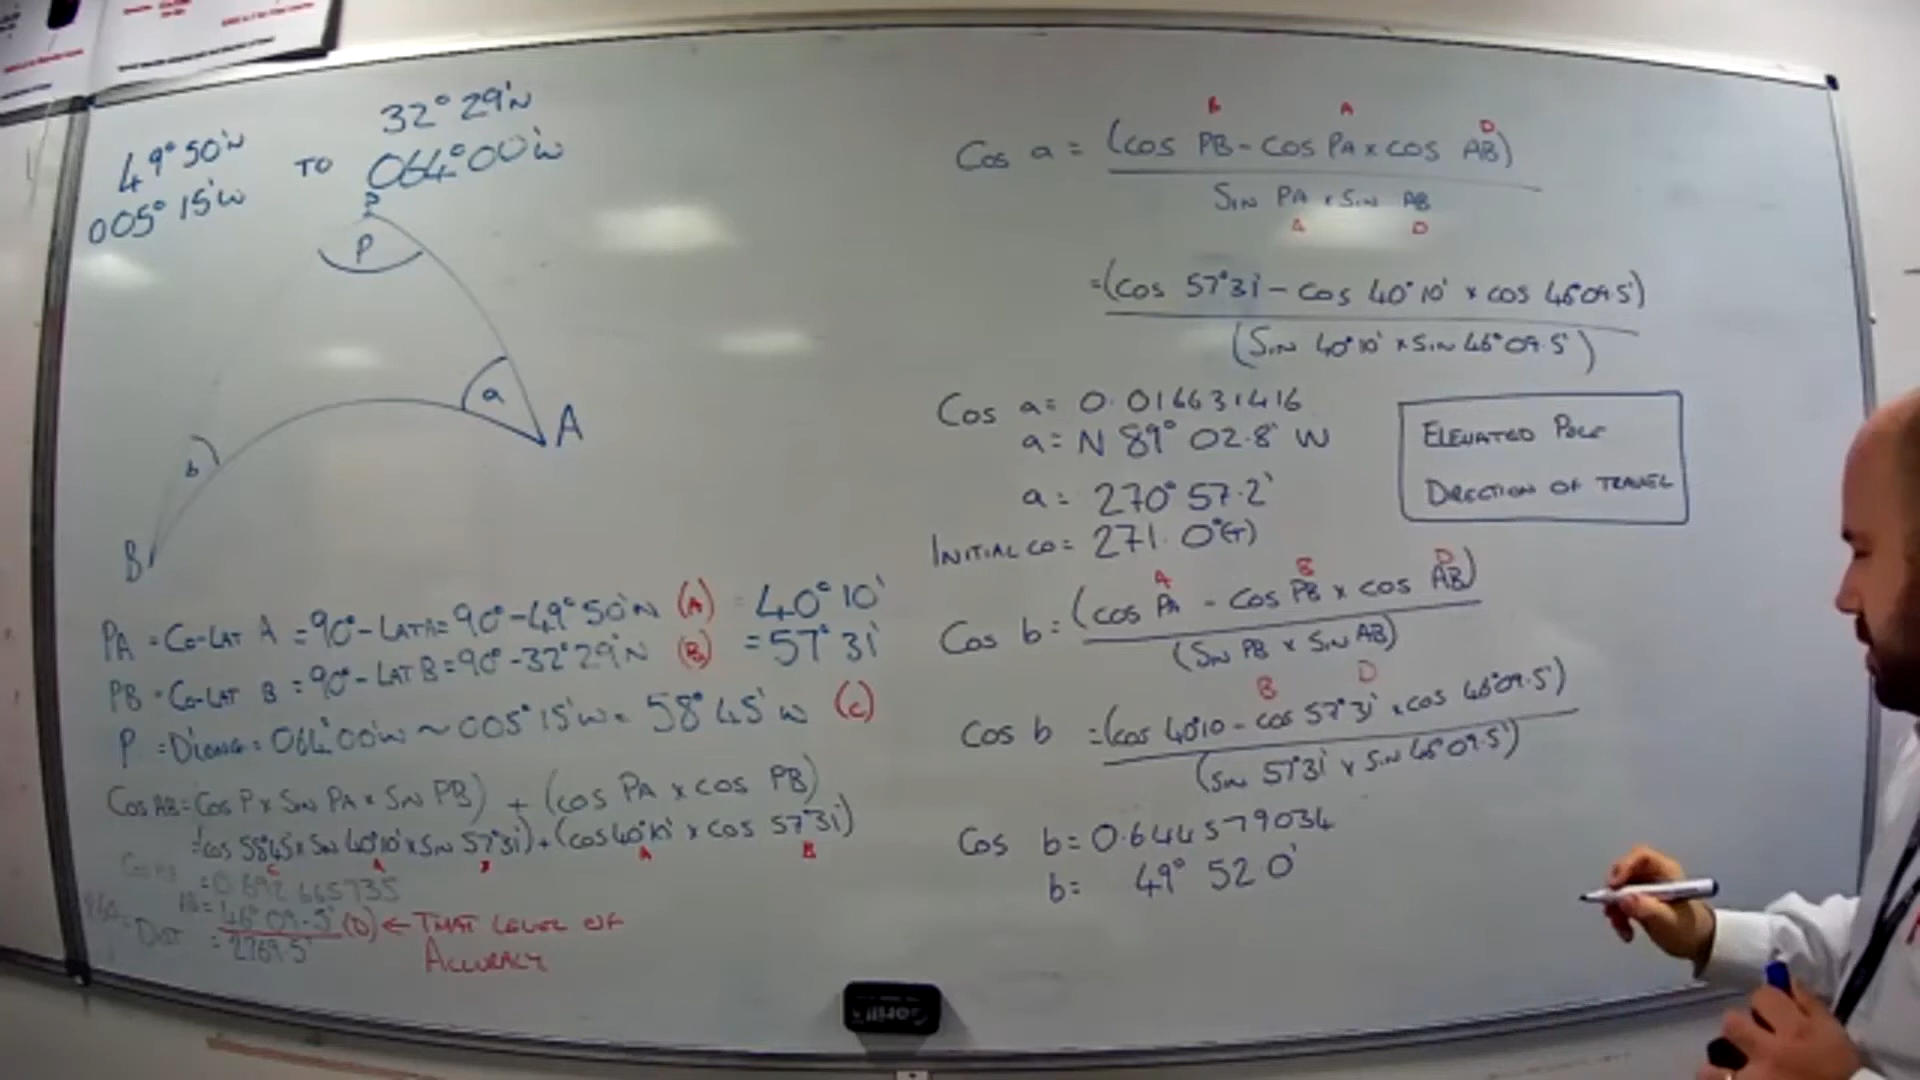 49°50'N
005°15'W
TO
32°29'N
064°00'W
P
P
a
A
b
B
PA = Co-LAT A = 90° - LAT A = 90° - 49°50'N (A) = 40°10'
PB = Co-LAT B = 90° - LAT B = 90° - 32°29'N (B) = 57°31'
P = D'LONG = 064°00'W ~ 005°15'W = 58°45'W (C)
Cos AB = Cos P x SIN PA x SIN PB) + (cos PA x cos PB)
=(cos 58°45' x SIN 40°10' x SIN 57°31') + (cos 40°10' x cos 57°31')
C A A B
= 0.692665735
AB = 46°09.5' (D) ← THAT LEVEL OF
ACCURACY
DIST = 2769.5'
B A D
Cos a = (cos PB - cos PA x cos AB)
SIN PA x SIN AB
A D
=(cos 57°31' - cos 40°10' x cos 46°09.5')
(SIN 40°10' x SIN 46°09.5')
Cos a = 0.016631416
a = N 89° 02.8' W
a = 270° 57.2'
INITIAL CO = 271.0°(T)
ELEVATED POLE
DIRECTION OF TRAVEL
A B D
Cos b = (cos PA - cos PB x cos AB)
(SIN PB x SIN AB)
B D
Cos b =(cos 40°10 - cos 57°31' x cos 46°09.5')
(SIN 57°31' x SIN 46°09.5')
Cos b = 0.644579034
b = 49° 52.0'